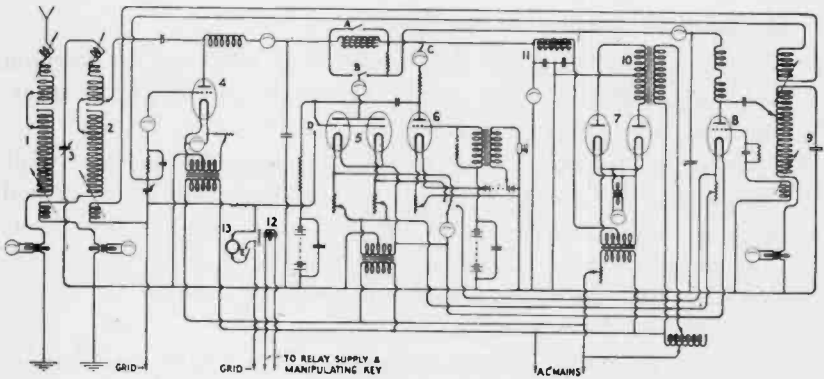 A
B
C
D
1
2
3
4
5
6
7
8
9
10
11
12
13
GRID→
GRID→
TO RELAY SUPPLY &
MANIPULATING KEY
A.C MAINS